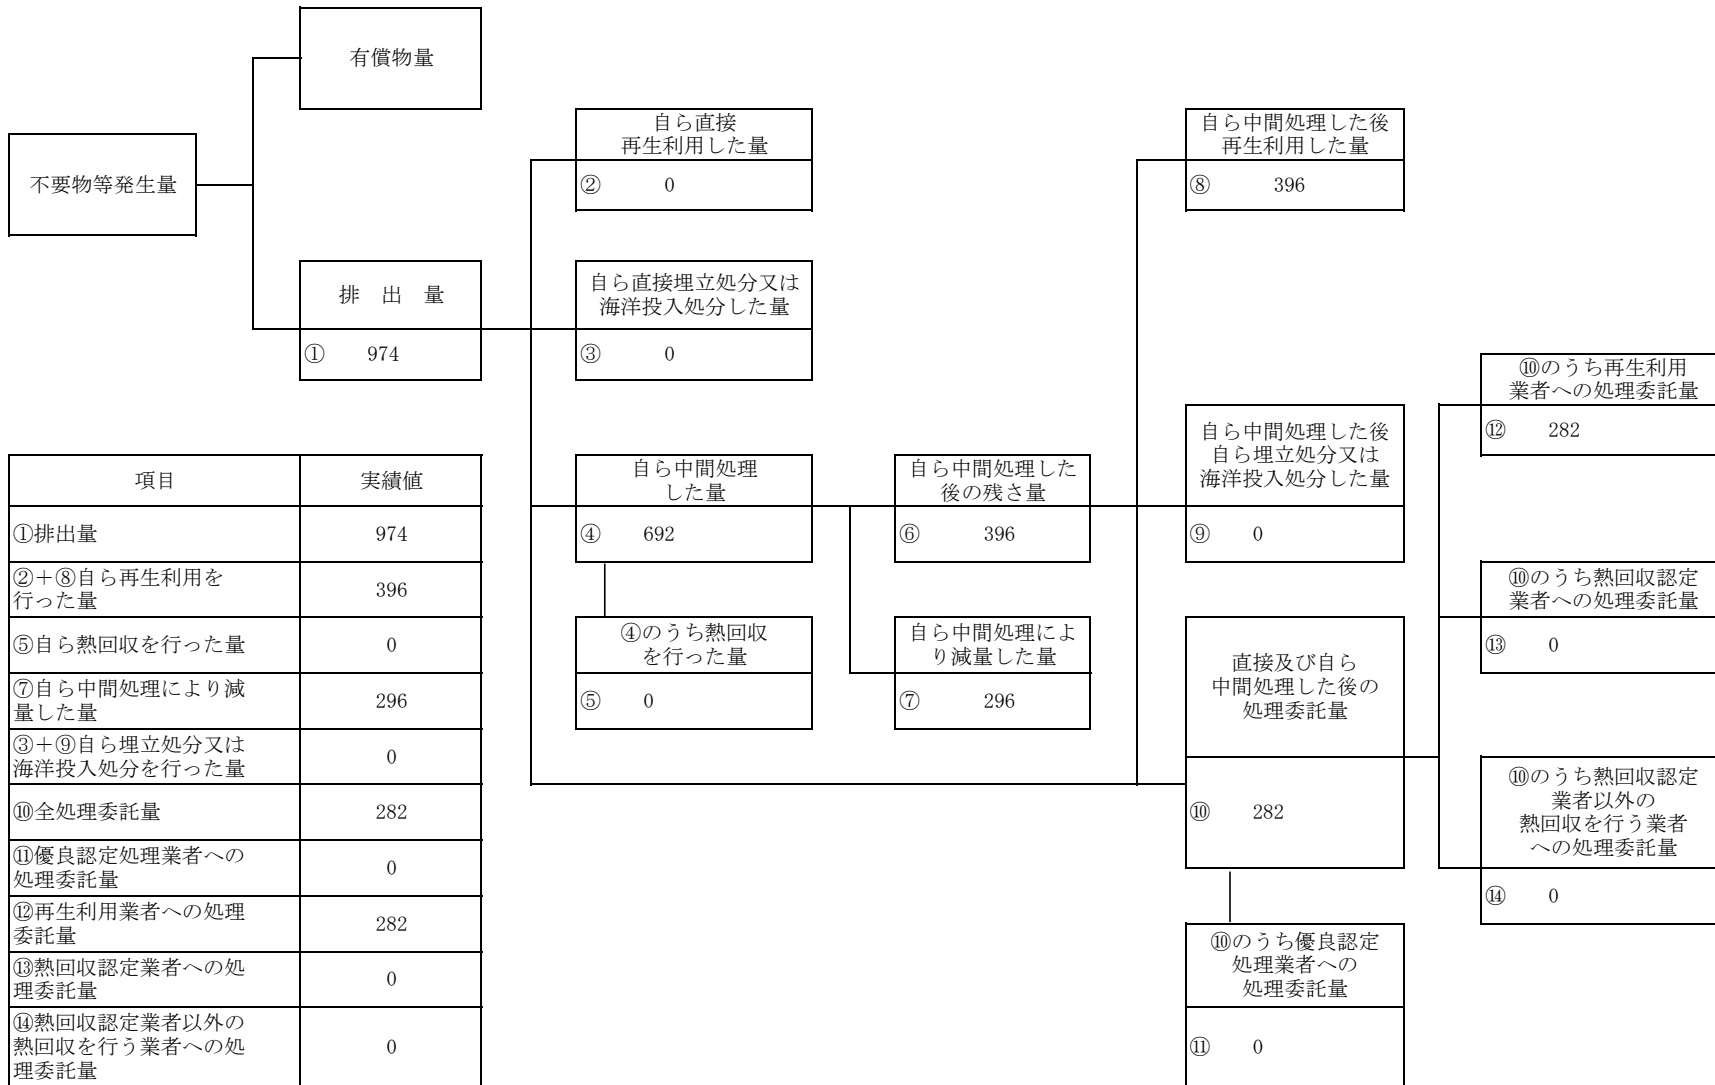 有償物量
不要物等発生量
排 出 量
① 974
自ら直接
再生利用した量
② 0
自ら直接埋立処分又は
海洋投入処分した量
③ 0
自ら中間処理
した量
④ 692
④のうち熱回収
を行った量
⑤ 0
自ら中間処理した
後の残さ量
⑥ 396
自ら中間処理によ
り減量した量
⑦ 296
自ら中間処理した後
再生利用した量
⑧ 396
自ら中間処理した後
自ら埋立処分又は
海洋投入処分した量
⑨ 0
直接及び自ら
中間処理した後の
処理委託量
⑩ 282
⑩のうち優良認定
処理業者への
処理委託量
⑪ 0
⑩のうち再生利用
業者への処理委託量
⑫ 282
⑩のうち熱回収認定
業者への処理委託量
⑬ 0
⑩のうち熱回収認定
業者以外の
熱回収を行う業者
への処理委託量
⑭ 0
項目 実績値
①排出量 974
②+⑧自ら再生利用を
行った量 396
⑤自ら熱回収を行った量 0
⑦自ら中間処理により減
量した量 296
③+⑨自ら埋立処分又は
海洋投入処分を行った量 0
⑩全処理委託量 282
⑪優良認定処理業者への
処理委託量 0
⑫再生利用業者への処理
委託量 282
⑬熱回収認定業者への処
理委託量 0
⑭熱回収認定業者以外の
熱回収を行う業者への処
理委託量 0